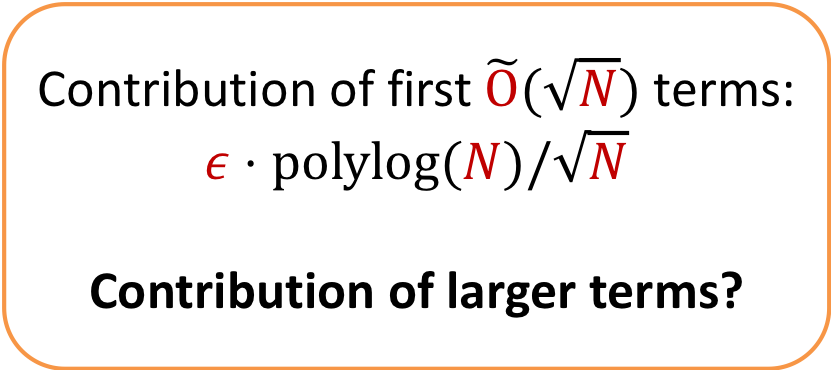 Contribution of first Õ(√N) terms:
ϵ · polylog(N)/√N
Contribution of larger terms?